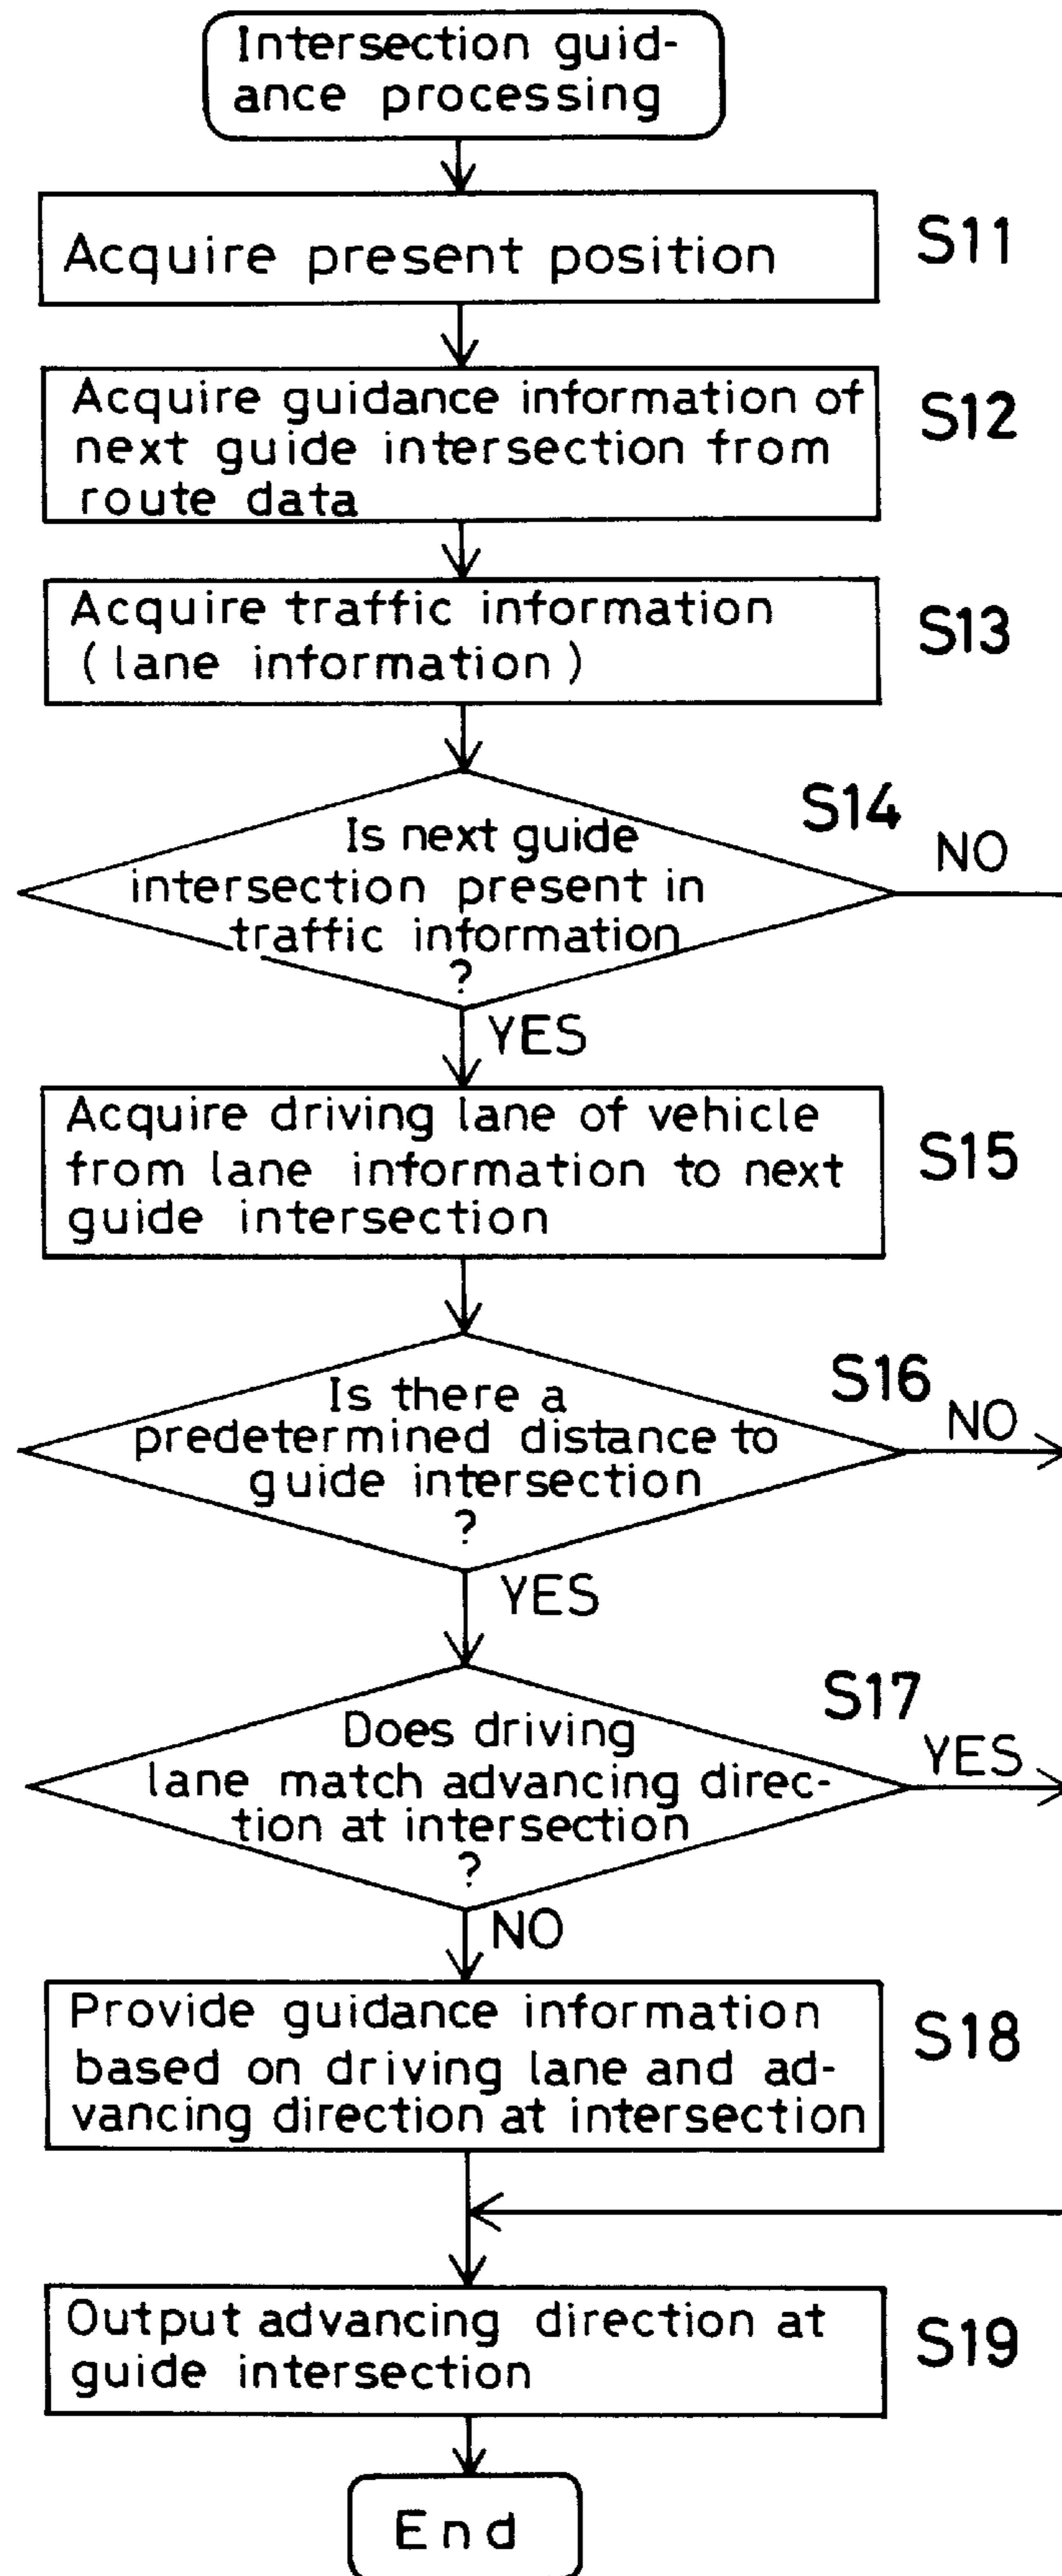 Intersection guid-
ance processing
Acquire present position
S11
Acquire guidance information of
next guide intersection from
route data
S12
Acquire traffic information
(lane information)
S13
Is next guide
intersection present in
traffic information
?
S14
NO
YES
Acquire driving lane of vehicle
from lane information to next
guide intersection
S15
Is there a
predetermined distance to
guide intersection
?
S16
NO
YES
Does driving
lane match advancing direc-
tion at intersection
?
S17
YES
NO
Provide guidance information
based on driving lane and ad-
vancing direction at intersection
S18
Output advancing direction at
guide intersection
S19
End